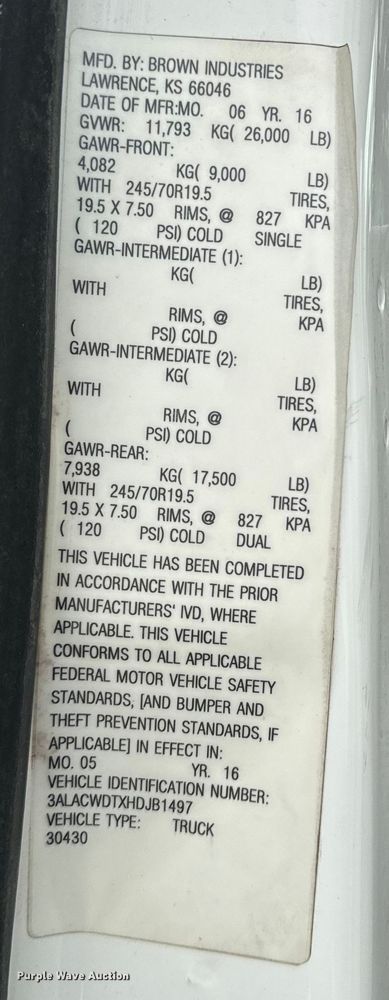 MFD. BY: BROWN INDUSTRIES
LAWRENCE, KS 66046
DATE OF MFR:MO. 06 YR. 16
GVWR: 11,793 KG( 26,000 LB)
GAWR-FRONT:
4,082 KG( 9,000 LB)
WITH 245/70R19.5 TIRES,
19.5 X 7.50 RIMS, @ 827 KPA
( 120 PSI) COLD SINGLE
GAWR-INTERMEDIATE (1):
KG( LB)
WITH TIRES,
RIMS, @ KPA
( PSI) COLD
GAWR-INTERMEDIATE (2):
KG( LB)
WITH TIRES,
RIMS, @ KPA
( PSI) COLD
GAWR-REAR:
7,938 KG( 17,500 LB)
WITH 245/70R19.5 TIRES,
19.5 X 7.50 RIMS, @ 827 KPA
( 120 PSI) COLD DUAL
THIS VEHICLE HAS BEEN COMPLETED
IN ACCORDANCE WITH THE PRIOR
MANUFACTURERS' IVD, WHERE
APPLICABLE. THIS VEHICLE
CONFORMS TO ALL APPLICABLE
FEDERAL MOTOR VEHICLE SAFETY
STANDARDS, [AND BUMPER AND
THEFT PREVENTION STANDARDS, IF
APPLICABLE] IN EFFECT IN:
MO. 05 YR. 16
VEHICLE IDENTIFICATION NUMBER:
3ALACWDTXHDJB1497
VEHICLE TYPE: TRUCK
30430
Purple Wave Auction